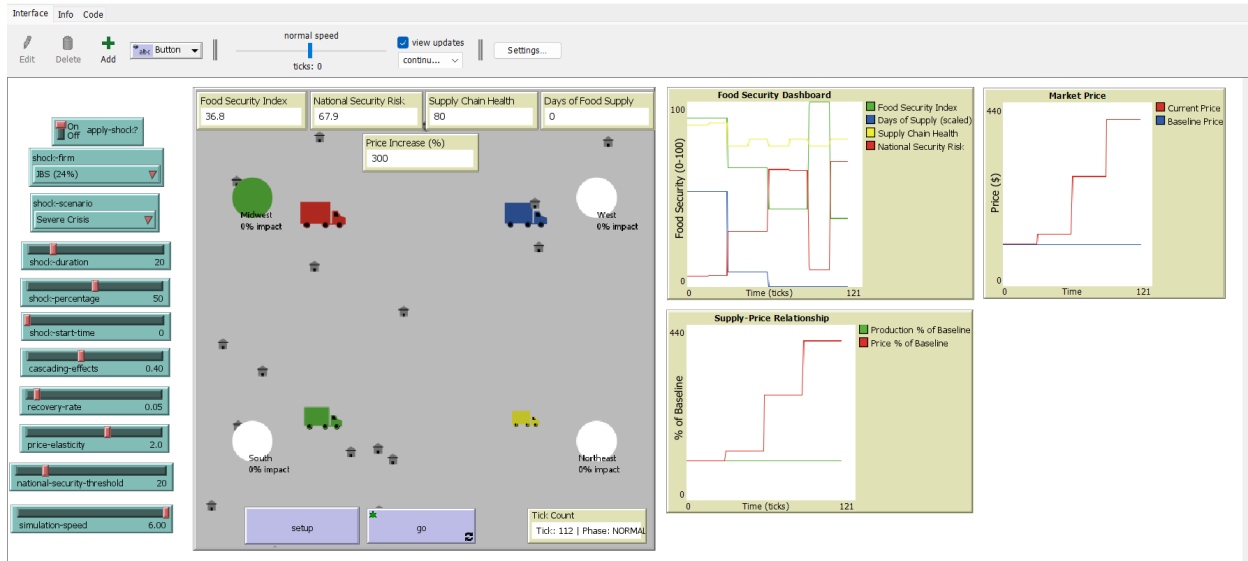 Interface Info Code
Edit Delete Add
abc Button
normal speed
ticks: 0
view updates
continu...
Settings...
On
Off
apply-shock?
shock-firm
JBS (24%)
shock-scenario
Severe Crisis
shock-duration 20
shock-percentage 50
shock-start-time 0
cascading-effects 0.40
recovery-rate 0.05
price-elasticity 2.0
national-security-threshold 20
simulation-speed 6.00
Food Security Index
36.8
National Security Risk
67.9
Supply Chain Health
80
Days of Food Supply
0
Price Increase (%)
300
Midwest
0% impact
West
0% impact
South
0% impact
Northeast
0% impact
setup
go
Tick Count
Tick: 112 | Phase: NORMAL
Food Security Dashboard
Food Security (0-100)
100
0
0
Time (ticks)
121
Food Security Index
Days of Supply (scaled)
Supply Chain Health
National Security Risk
Market Price
Price ($)
440
0
0
Time
121
Current Price
Baseline Price
Supply-Price Relationship
% of Baseline
440
0
0
Time (ticks)
121
Production % of Baseline
Price % of Baseline